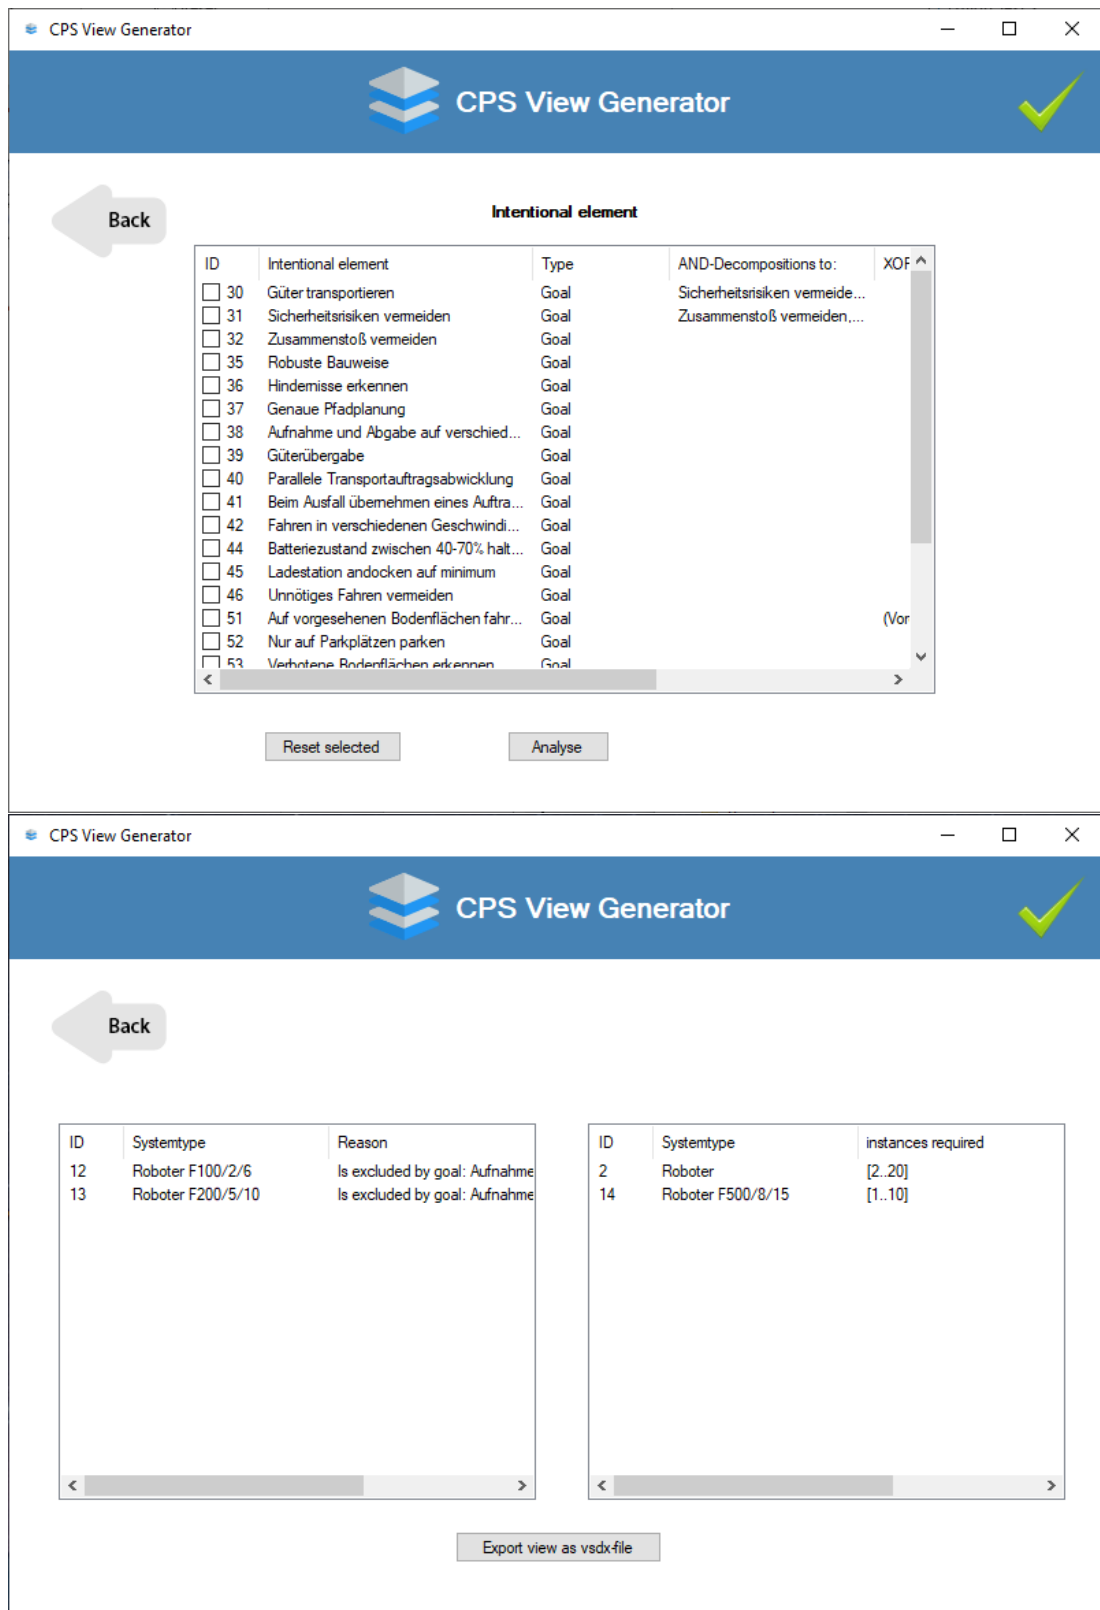 CPS View Generator
CPS View Generator
Back
Intentional element
ID Intentional element Type AND-Decompositions to: XOF
30 Güter transportieren Goal Sicherheitsrisiken vermeide...
31 Sicherheitsrisiken vermeiden Goal Zusammenstoß vermeiden,...
32 Zusammenstoß vermeiden Goal
35 Robuste Bauweise Goal
36 Hindernisse erkennen Goal
37 Genaue Pfadplanung Goal
38 Aufnahme und Abgabe auf verschied... Goal
39 Güterübergabe Goal
40 Parallele Transportauftragsabwicklung Goal
41 Beim Ausfall übernehmen eines Auftra... Goal
42 Fahren in verschiedenen Geschwindi... Goal
44 Batteriezustand zwischen 40-70% halt... Goal
45 Ladestation andocken auf minimum Goal
46 Unnötiges Fahren vermeiden Goal
51 Auf vorgesehenen Bodenflächen fahr... Goal (Vor
52 Nur auf Parkplätzen parken Goal
53 Verbotene Bodenflächen erkennen Goal
Reset selected Analyse
CPS View Generator
CPS View Generator
Back
ID Systemtype Reason
12 Roboter F100/2/6 Is excluded by goal: Aufnahme
13 Roboter F200/5/10 Is excluded by goal: Aufnahme
ID Systemtype instances required
2 Roboter [2..20]
14 Roboter F500/8/15 [1..10]
Export view as vsdx-file